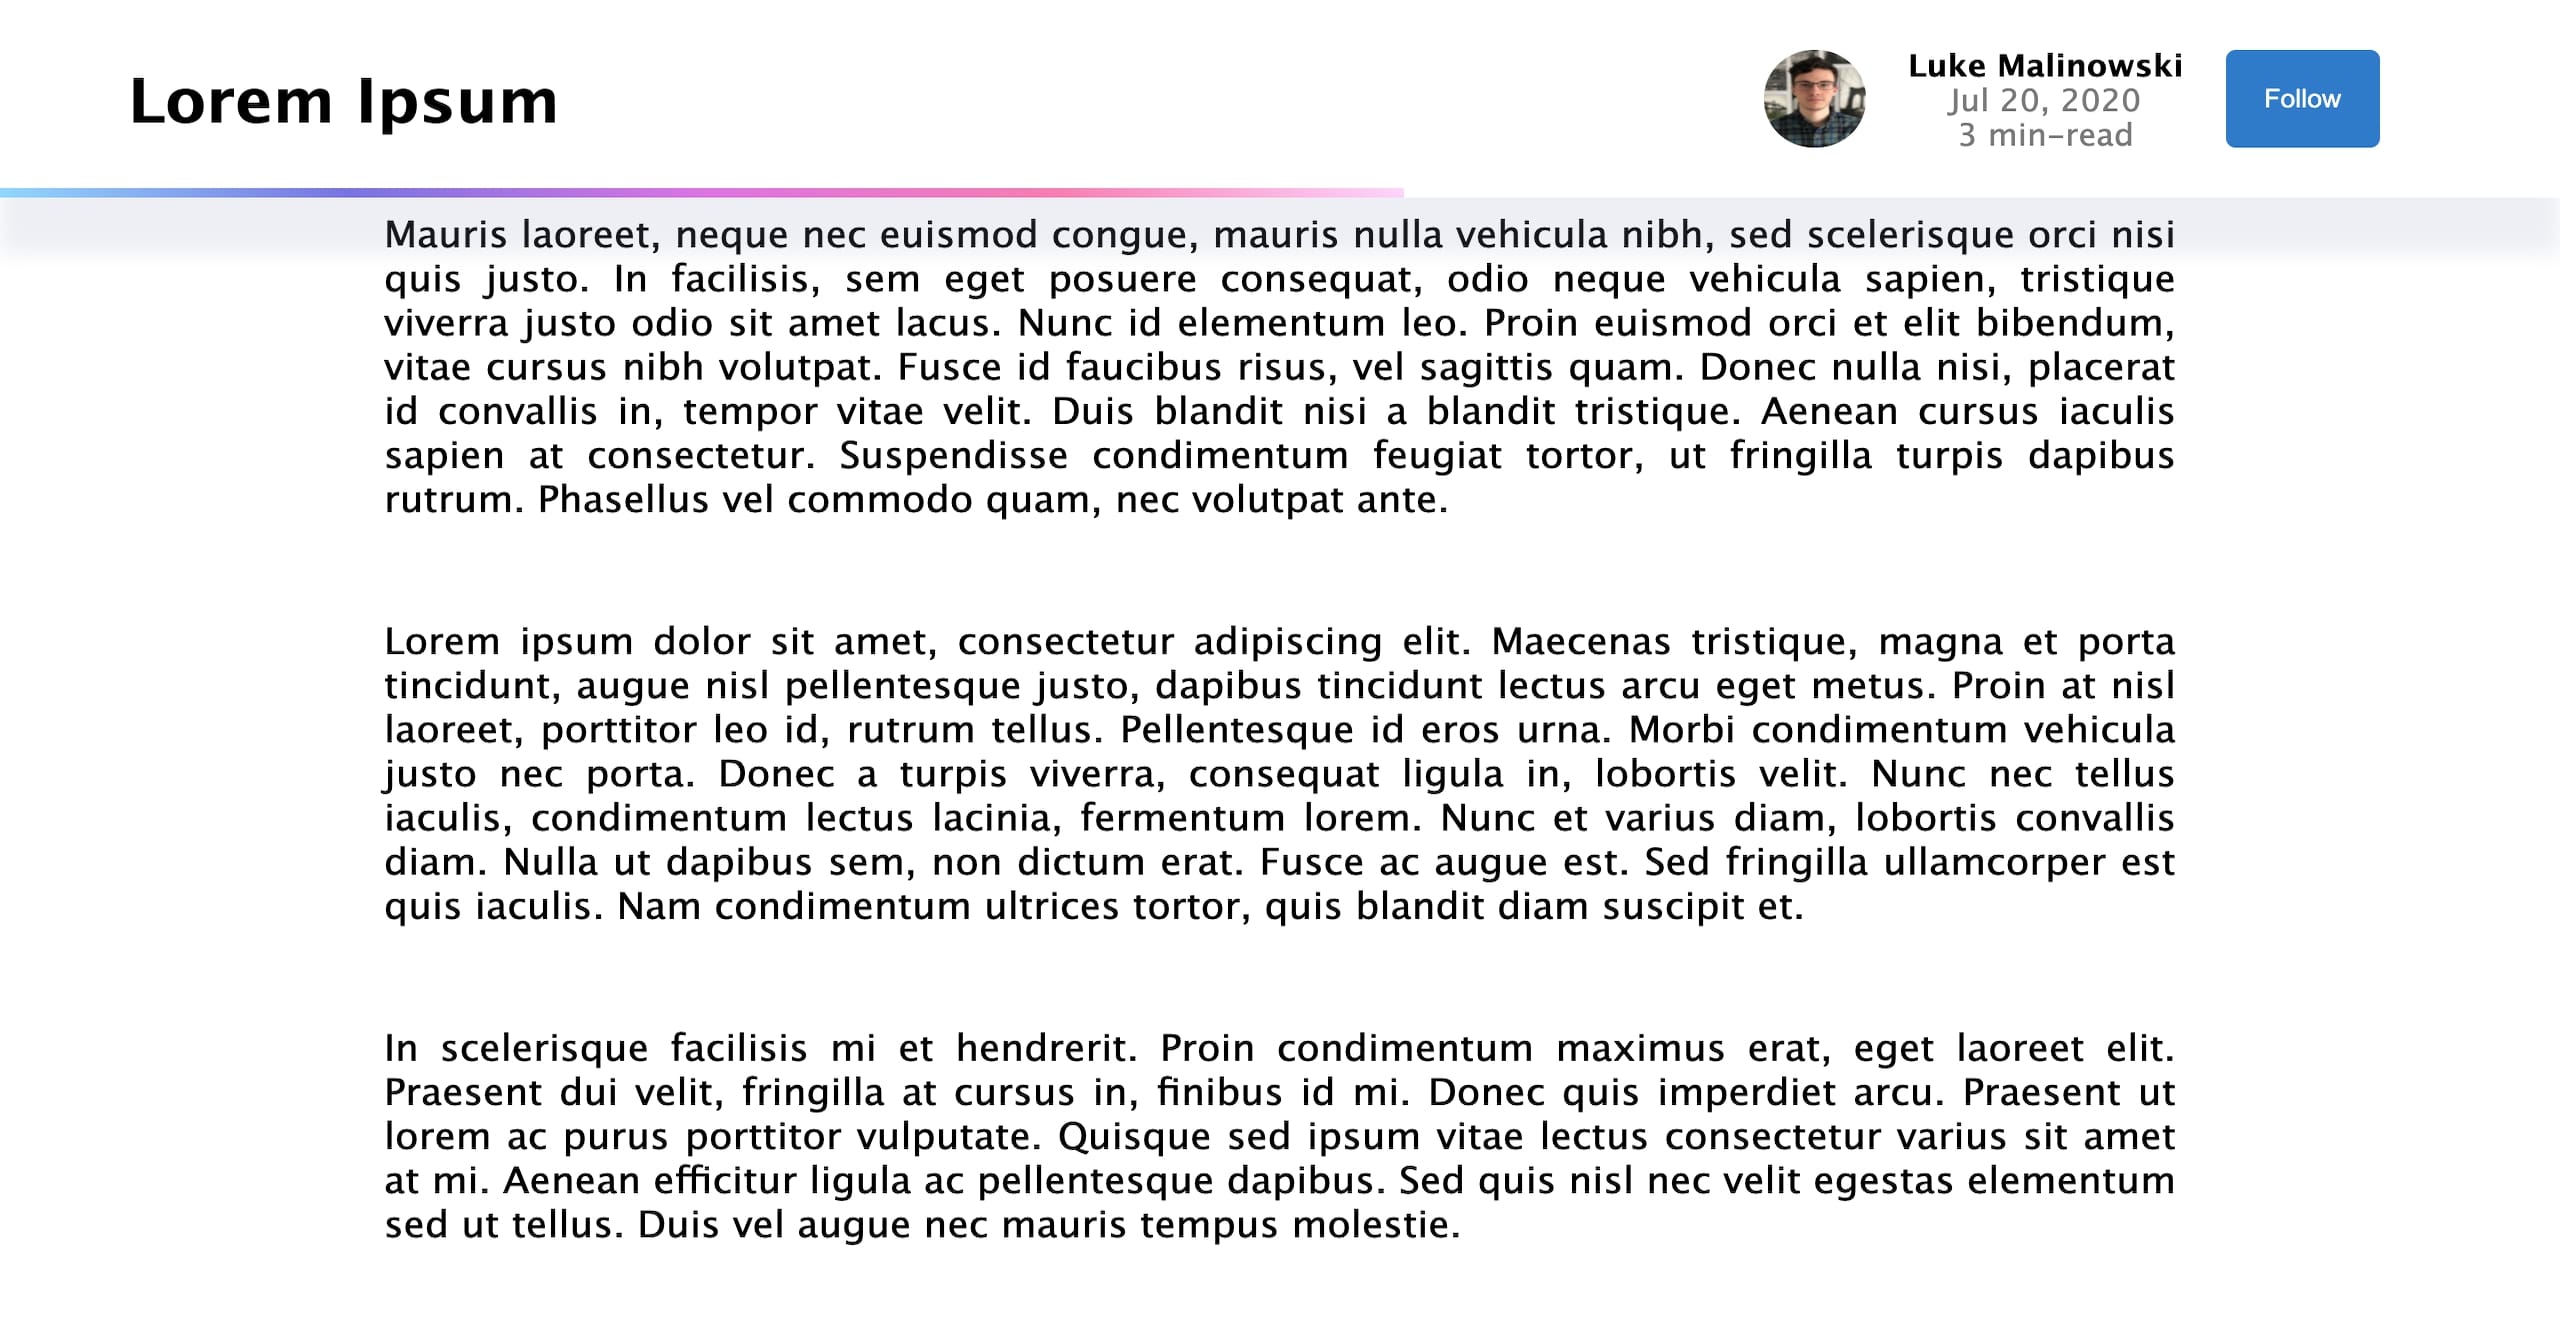 Lorem Ipsum
Luke Malinowski
Jul 20, 2020
3 min-read
Follow
Mauris laoreet, neque nec euismod congue, mauris nulla vehicula nibh, sed scelerisque orci nisi
quis justo. In facilisis, sem eget posuere consequat, odio neque vehicula sapien, tristique
viverra justo odio sit amet lacus. Nunc id elementum leo. Proin euismod orci et elit bibendum,
vitae cursus nibh volutpat. Fusce id faucibus risus, vel sagittis quam. Donec nulla nisi, placerat
id convallis in, tempor vitae velit. Duis blandit nisi a blandit tristique. Aenean cursus iaculis
sapien at consectetur. Suspendisse condimentum feugiat tortor, ut fringilla turpis dapibus
rutrum. Phasellus vel commodo quam, nec volutpat ante.
Lorem ipsum dolor sit amet, consectetur adipiscing elit. Maecenas tristique, magna et porta
tincidunt, augue nisl pellentesque justo, dapibus tincidunt lectus arcu eget metus. Proin at nisl
laoreet, porttitor leo id, rutrum tellus. Pellentesque id eros urna. Morbi condimentum vehicula
justo nec porta. Donec a turpis viverra, consequat ligula in, lobortis velit. Nunc nec tellus
iaculis, condimentum lectus lacinia, fermentum lorem. Nunc et varius diam, lobortis convallis
diam. Nulla ut dapibus sem, non dictum erat. Fusce ac augue est. Sed fringilla ullamcorper est
quis iaculis. Nam condimentum ultrices tortor, quis blandit diam suscipit et.
In scelerisque facilisis mi et hendrerit. Proin condimentum maximus erat, eget laoreet elit.
Praesent dui velit, fringilla at cursus in, finibus id mi. Donec quis imperdiet arcu. Praesent ut
lorem ac purus porttitor vulputate. Quisque sed ipsum vitae lectus consectetur varius sit amet
at mi. Aenean efficitur ligula ac pellentesque dapibus. Sed quis nisl nec velit egestas elementum
sed ut tellus. Duis vel augue nec mauris tempus molestie.